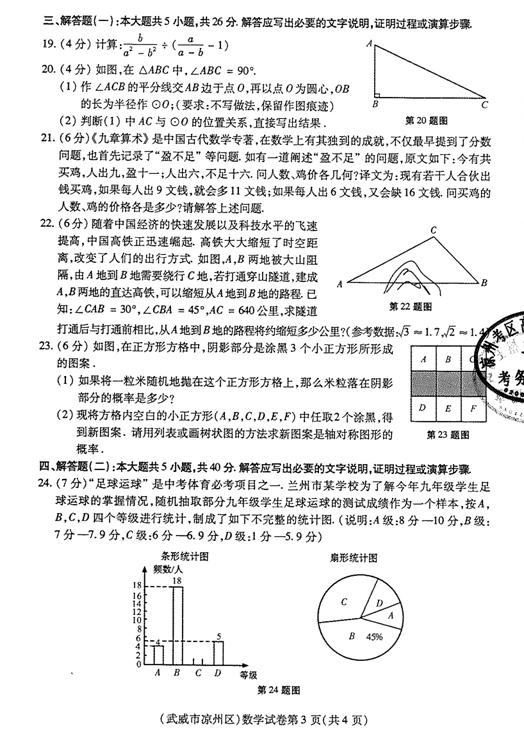 三、解答题(一):本大题共5小题,共26分.解答应写出必要的文字说明,证明过程或演算步骤.
19.(4分)计算:b/(a²-b²)÷(a/(a-b)-1)
20.(4分)如图,在△ABC中,∠ABC=90°.
(1)作∠ACB的平分线交AB边于点O,再以点O为圆心,OB
的长为半径作⊙O;(要求:不写做法,保留作图痕迹)
(2)判断(1)中AC与⊙O的位置关系,直接写出结果.
A
B
C
第20题图
21.(6分)《九章算术》是中国古代数学专著,在数学上有其独到的成就,不仅最早提到了分数
问题,也首先记录了“盈不足”等问题.如有一道阐述“盈不足”的问题,原文如下:今有共
买鸡,人出九,盈十一;人出六,不足十六.问人数、鸡价各几何?译文为:现有若干人合伙出
钱买鸡,如果每人出9文钱,就会多11文钱;如果每人出6文钱,又会缺16文钱.问买鸡的
人数、鸡的价格各是多少?请解答上述问题.
22.(6分)随着中国经济的快速发展以及科技水平的飞速
提高,中国高铁正迅速崛起.高铁大大缩短了时空距
离,改变了人们的出行方式.如图,A,B两地被大山阻
隔,由A地到B地需要绕行C地,若打通穿山隧道,建成
A,B两地的直达高铁,可以缩短从A地到B地的路程.已
知:∠CAB=30°,∠CBA=45°,AC=640公里,求隧道
打通后与打通前相比,从A地到B地的路程将约缩短多少公里?(参考数据:√3≈1.7,√2≈1.4)
C
A
B
第22题图
23.(6分)如图,在正方形方格中,阴影部分是涂黑3个小正方形所形成
的图案.
(1)如果将一粒米随机地抛在这个正方形方格上,那么米粒落在阴影
部分的概率是多少?
(2)现将方格内空白的小正方形(A,B,C,D,E,F)中任取2个涂黑,得
到新图案.请用列表或画树状图的方法求新图案是轴对称图形的
概率.
A B C
D E F
第23题图
四、解答题(二):本大题共5小题,共40分.解答应写出必要的文字说明,证明过程或演算步骤.
24.(7分)“足球运球”是中考体育必考项目之一.兰州市某学校为了解今年九年级学生足
球运球的掌握情况,随机抽取部分九年级学生足球运球的测试成绩作为一个样本,按A,
B,C,D四个等级进行统计,制成了如下不完整的统计图.(说明:A级:8分—10分,B级:
7分—7.9分,C级:6分—6.9分,D级:1分—5.9分)
条形统计图
频数/人
18
16
14
12
10
8
6
4
2
0
4
18
5
A B C D 等级
扇形统计图
C
D
A
B 45%
第24题图
(武威市凉州区)数学试卷第3页(共4页)